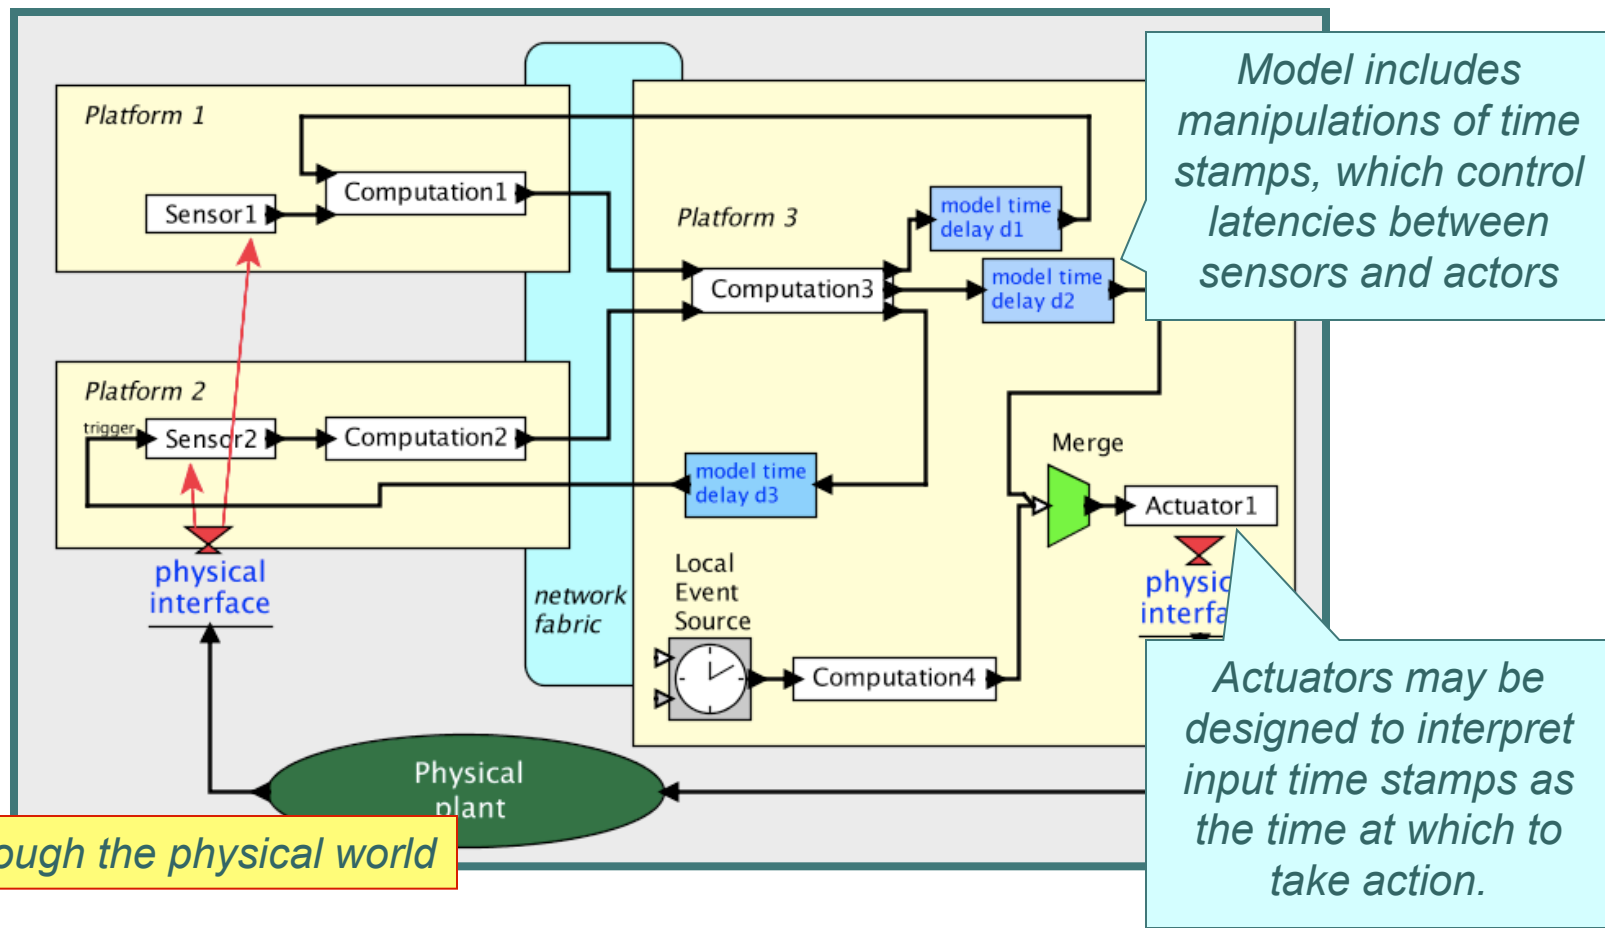 Platform 1
Sensor1
Computation1
Platform 2
trigger
Sensor2
Computation2
physical
interface
network
fabric
Platform 3
Computation3
model time
delay d1
model time
delay d2
model time
delay d3
Merge
Actuator1
Local
Event
Source
Computation4
Physical
plant
ough the physical world
Model includes
manipulations of time
stamps, which control
latencies between
sensors and actors
physic
interfa
Actuators may be
designed to interpret
input time stamps as
the time at which to
take action.